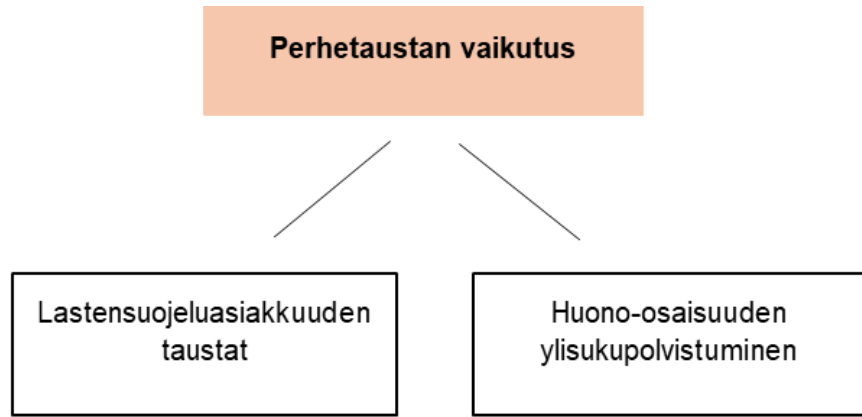 Perhetaustan vaikutus
Lastensuojeluasiakkuuden
taustat
Huono-osaisuuden
ylisukupolvistuminen